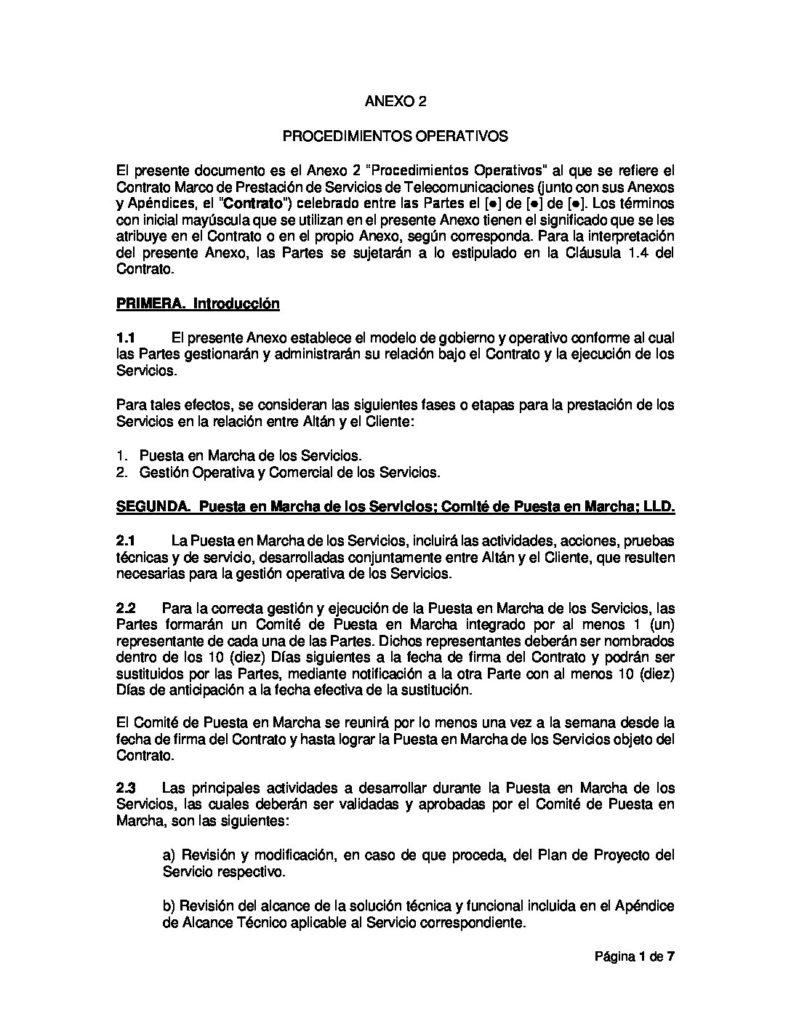 ANEXO 2
PROCEDIMIENTOS OPERATIVOS
El presente documento es el Anexo 2 "Procedimientos Operativos" al que se refiere el
Contrato Marco de Prestación de Servicios de Telecomunicaciones (junto con sus Anexos
y Apéndices, el "Contrato") celebrado entre las Partes el [●] de [●] de [●]. Los términos
con inicial mayúscula que se utilizan en el presente Anexo tienen el significado que se les
atribuye en el Contrato o en el propio Anexo, según corresponda. Para la interpretación
del presente Anexo, las Partes se sujetarán a lo estipulado en la Cláusula 1.4 del
Contrato.
PRIMERA. Introducción
1.1 El presente Anexo establece el modelo de gobierno y operativo conforme al cual
las Partes gestionarán y administrarán su relación bajo el Contrato y la ejecución de los
Servicios.
Para tales efectos, se consideran las siguientes fases o etapas para la prestación de los
Servicios en la relación entre Altán y el Cliente:
1. Puesta en Marcha de los Servicios.
2. Gestión Operativa y Comercial de los Servicios.
SEGUNDA. Puesta en Marcha de los Servicios; Comité de Puesta en Marcha; LLD.
2.1 La Puesta en Marcha de los Servicios, incluirá las actividades, acciones, pruebas
técnicas y de servicio, desarrolladas conjuntamente entre Altán y el Cliente, que resulten
necesarias para la gestión operativa de los Servicios.
2.2 Para la correcta gestión y ejecución de la Puesta en Marcha de los Servicios, las
Partes formarán un Comité de Puesta en Marcha integrado por al menos 1 (un)
representante de cada una de las Partes. Dichos representantes deberán ser nombrados
dentro de los 10 (diez) Días siguientes a la fecha de firma del Contrato y podrán ser
sustituidos por las Partes, mediante notificación a la otra Parte con al menos 10 (diez)
Días de anticipación a la fecha efectiva de la sustitución.
El Comité de Puesta en Marcha se reunirá por lo menos una vez a la semana desde la
fecha de firma del Contrato y hasta lograr la Puesta en Marcha de los Servicios objeto del
Contrato.
2.3 Las principales actividades a desarrollar durante la Puesta en Marcha de los
Servicios, las cuales deberán ser validadas y aprobadas por el Comité de Puesta en
Marcha, son las siguientes:
a) Revisión y modificación, en caso de que proceda, del Plan de Proyecto del
Servicio respectivo.
b) Revisión del alcance de la solución técnica y funcional incluida en el Apéndice
de Alcance Técnico aplicable al Servicio correspondiente.
Página 1 de 7